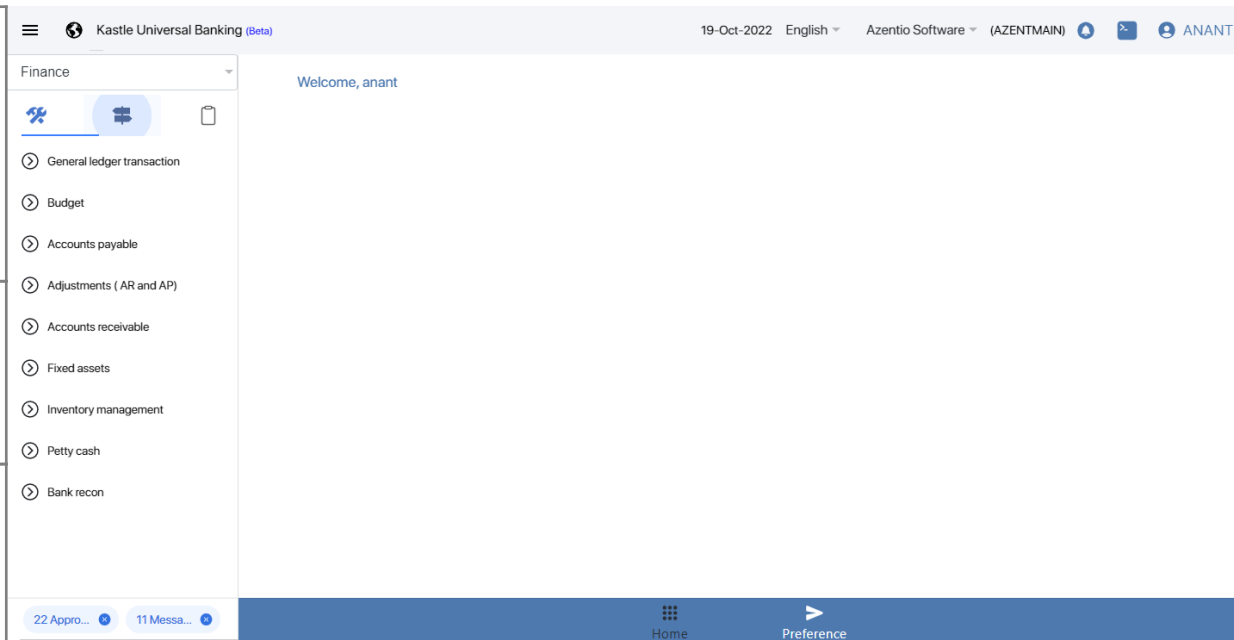 Kastle Universal Banking (Beta)
19-Oct-2022 English Azentio Software (AZENTMAIN) ANANT
Finance
Welcome, anant
General ledger transaction
Budget
Accounts payable
Adjustments ( AR and AP)
Accounts receivable
Fixed assets
Inventory management
Petty cash
Bank recon
22 Appro... 11 Messa...
Home Preference